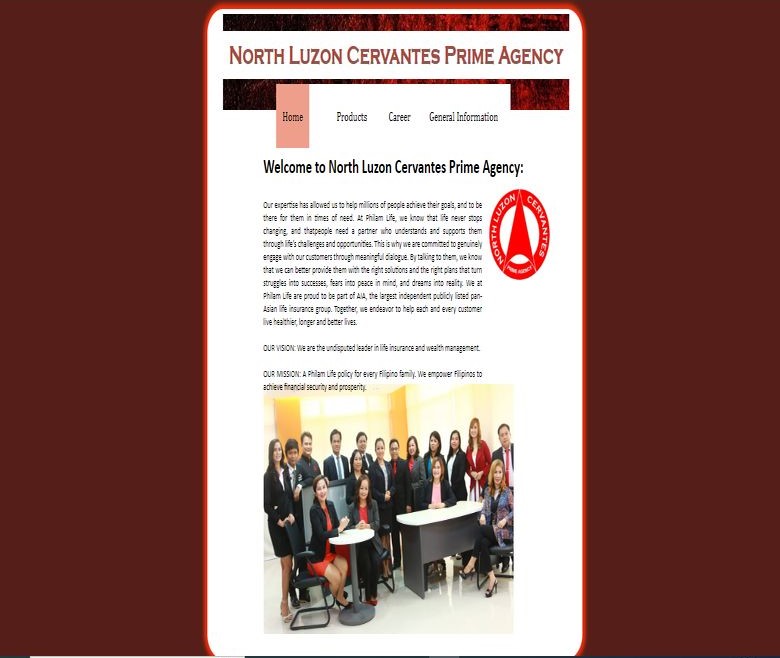 NORTH LUZON CERVANTES PRIME AGENCY
Home Products Career General Information
Welcome to North Luzon Cervantes Prime Agency:
Our expertise has allowed us to help millions of people achieve their goals, and to be
there for them in times of need. At Philam Life, we know that life never stops
changing, and thatpeople need a partner who understands and supports them
through life's challenges and opportunities. This is why we are committed to genuinely
engage with our customers through meaningful dialogue. By talking to them, we know
that we can better provide them with the right solutions and the right plans that turn
struggles into successes, fears into peace in mind, and dreams into reality. We at
Philam Life are proud to be part of AIA, the largest independent publicly listed pan-
Asian life insurance group. Together, we endeavor to help each and every customer
live healthier, longer and better lives.
NORTH LUZON CERVANTES
PRIME AGENCY
OUR VISION: We are the undisputed leader in life insurance and wealth management.
OUR MISSION: A Philam Life policy for every Filipino family. We empower Filipinos to
achieve financial security and prosperity.